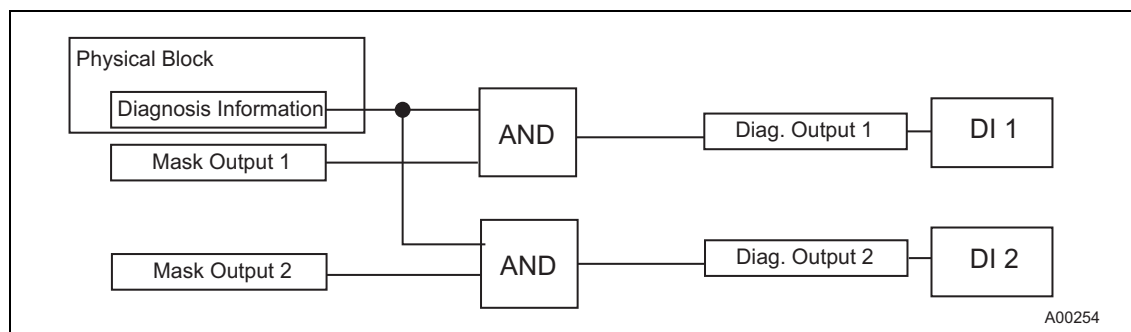 Physical Block
Diagnosis Information
Mask Output 1
AND
Diag. Output 1
DI 1
Mask Output 2
AND
Diag. Output 2
DI 2
A00254